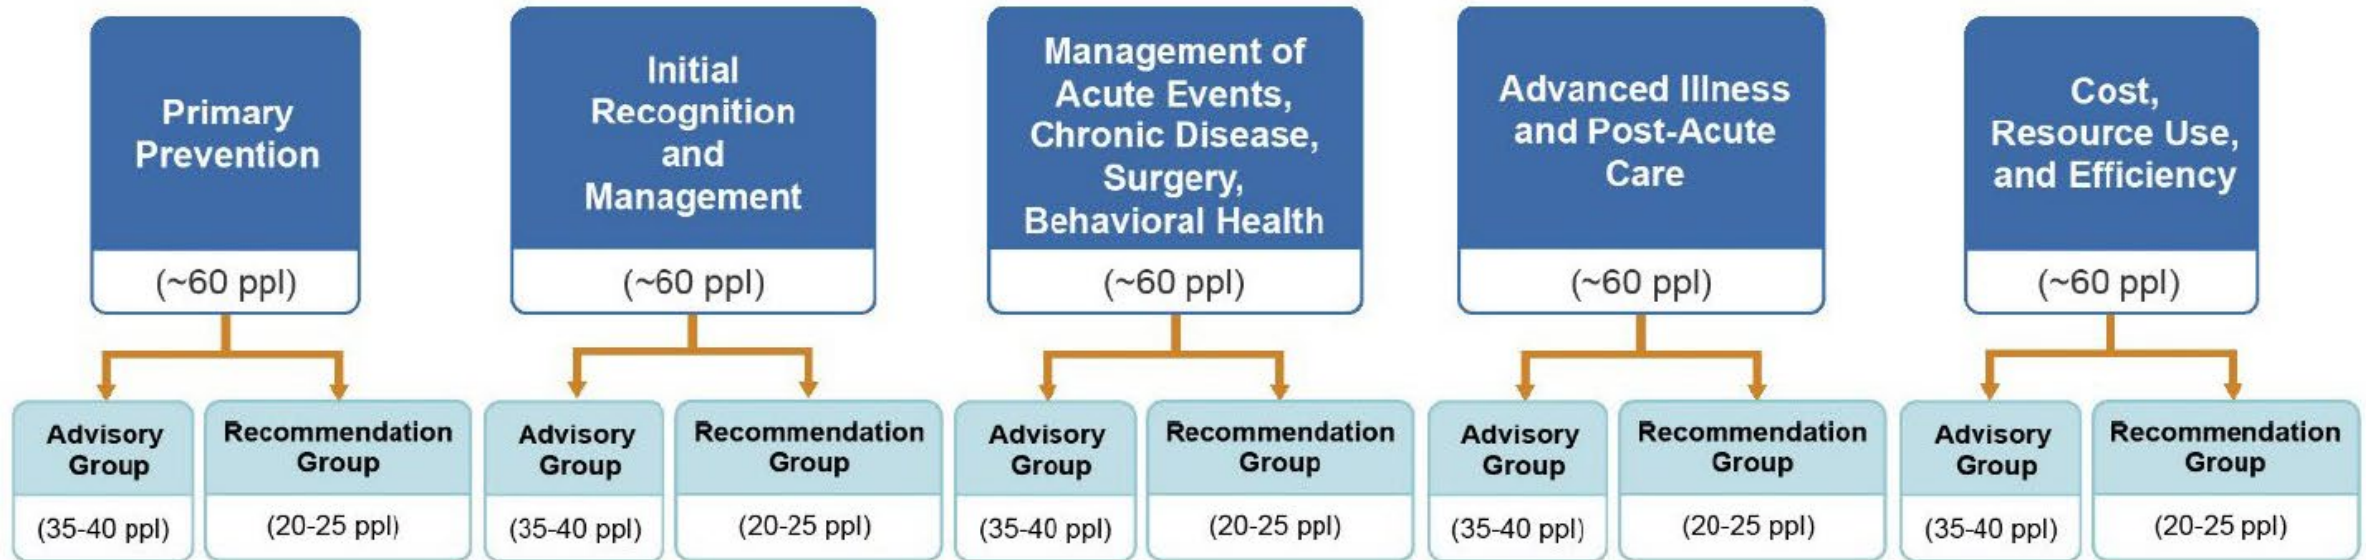 Primary
Prevention
(~60 ppl)
Initial
Recognition
and
Management
(~60 ppl)
Management of
Acute Events,
Chronic Disease,
Surgery,
Behavioral Health
(~60 ppl)
Advanced Illness
and Post-Acute
Care
(~60 ppl)
Cost,
Resource Use,
and Efficiency
(~60 ppl)
Advisory
Group
(35-40 ppl)
Recommendation
Group
(20-25 ppl)
Advisory
Group
(35-40 ppl)
Recommendation
Group
(20-25 ppl)
Advisory
Group
(35-40 ppl)
Recommendation
Group
(20-25 ppl)
Advisory
Group
(35-40 ppl)
Recommendation
Group
(20-25 ppl)
Advisory
Group
(35-40 ppl)
Recommendation
Group
(20-25 ppl)